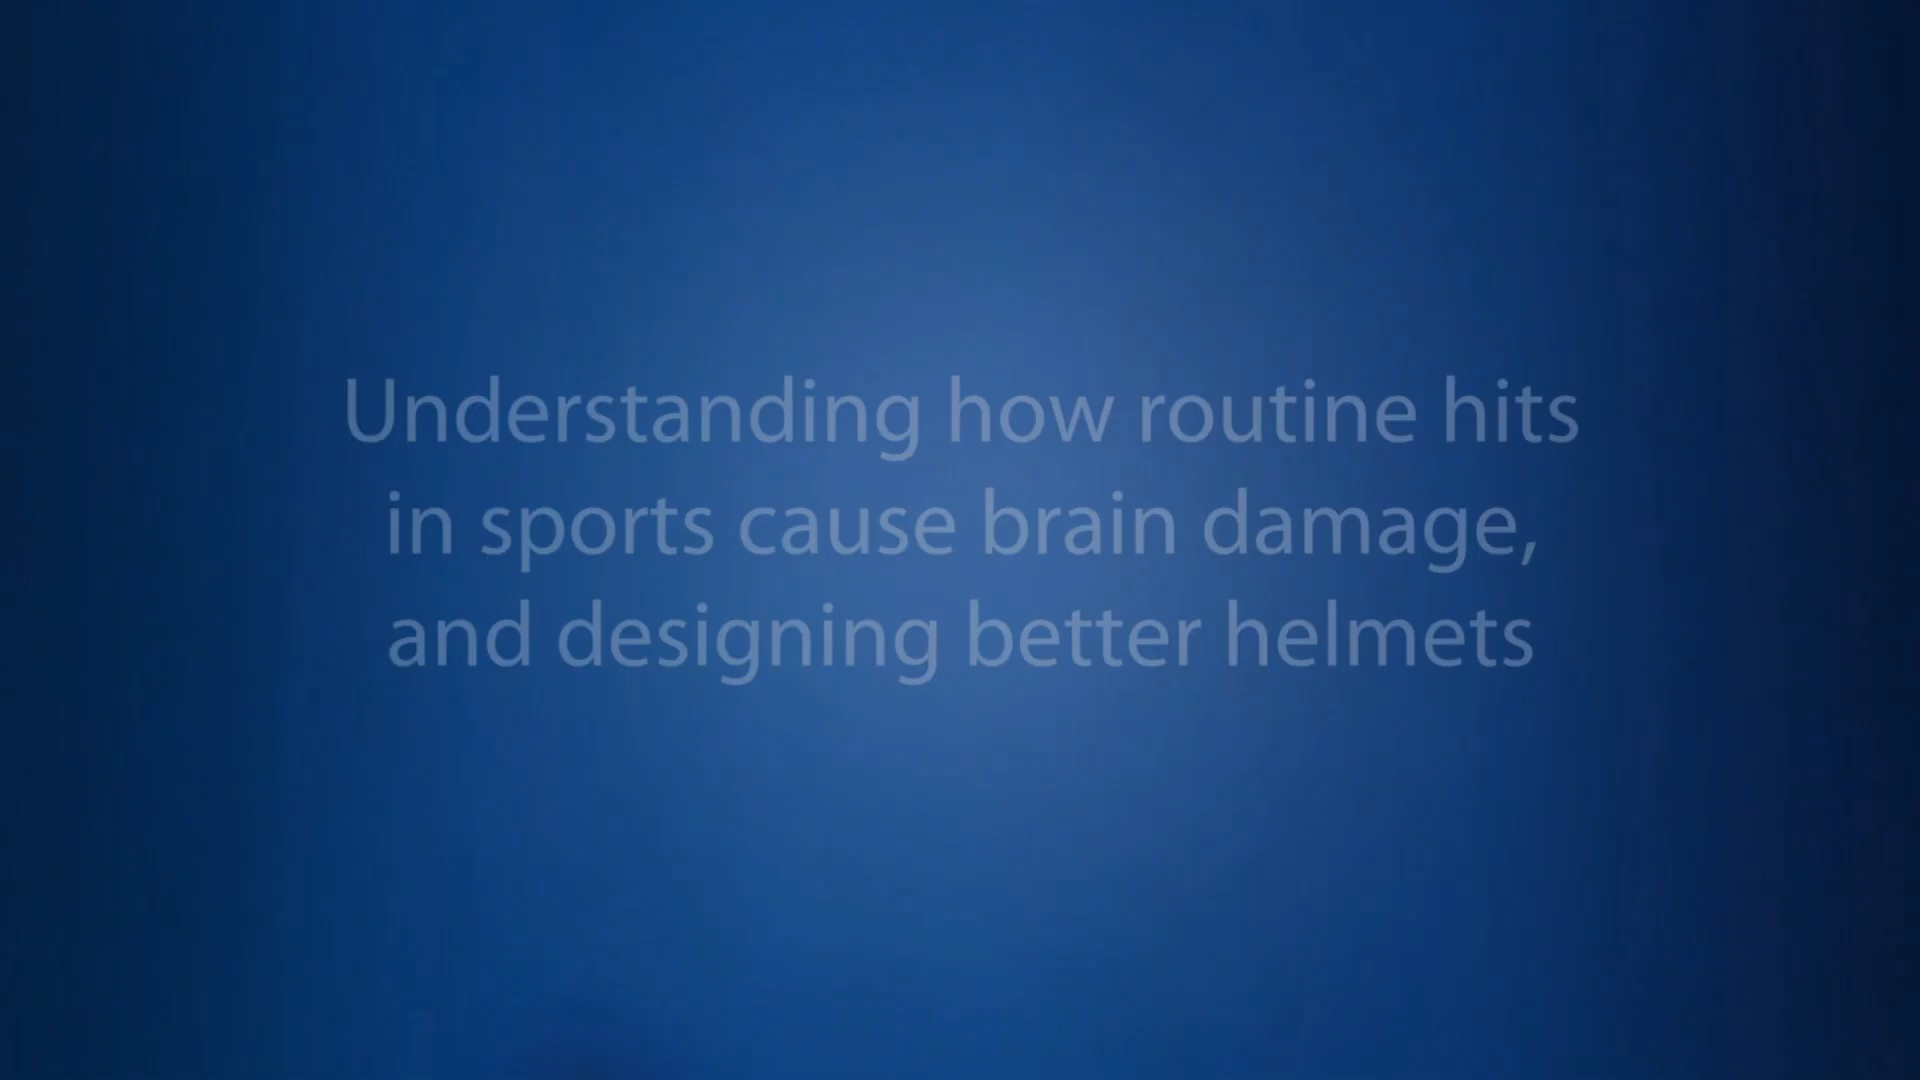 Understanding how routine hits
in sports cause brain damage,
and designing better helmets